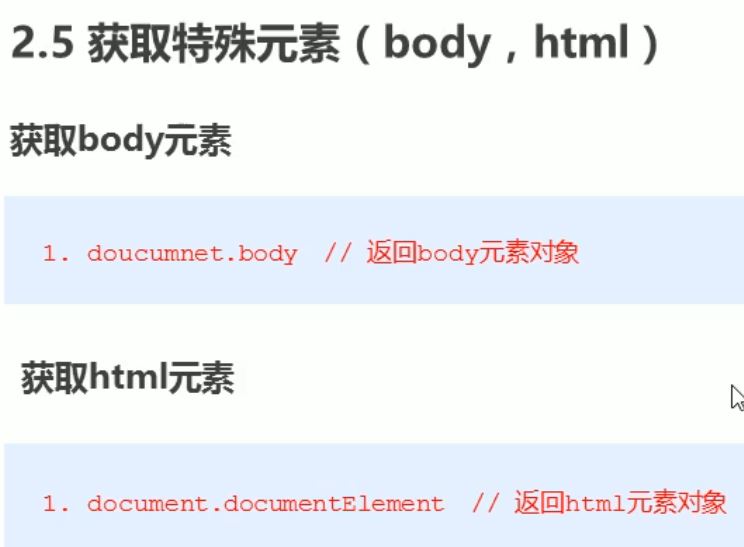 2.5 获取特殊元素（body，html）
获取body元素
1. doucumnet.body // 返回body元素对象
获取html元素
1. document.documentElement // 返回html元素对象